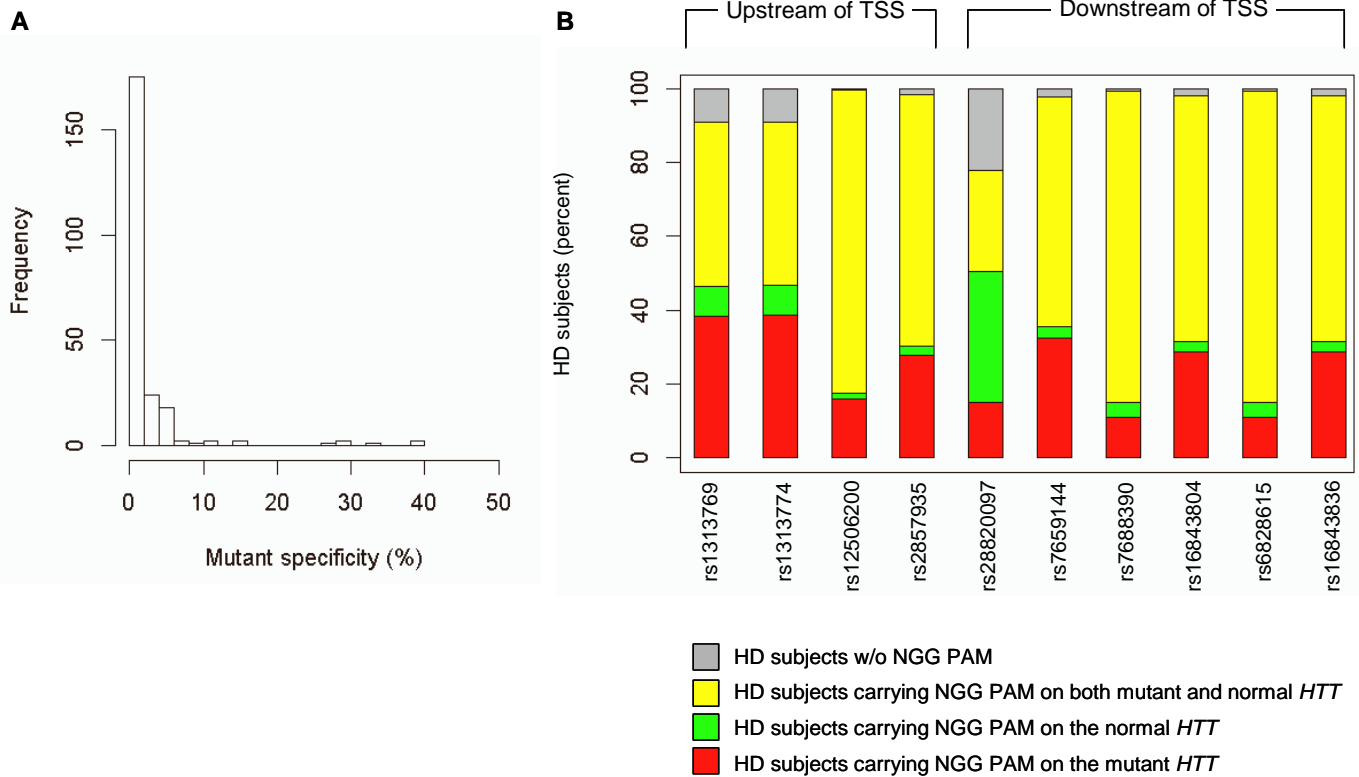 A
Frequency
0
50
100
150
0 10 20 30 40 50
Mutant specificity (%)
B
Upstream of TSS
Downstream of TSS
HD subjects (percent)
0
20
40
60
80
100
rs1313769
rs1313774
rs12506200
rs2857935
rs28820097
rs7659144
rs7688390
rs16843804
rs6828615
rs16843836
HD subjects w/o NGG PAM
HD subjects carrying NGG PAM on both mutant and normal HTT
HD subjects carrying NGG PAM on the normal HTT
HD subjects carrying NGG PAM on the mutant HTT